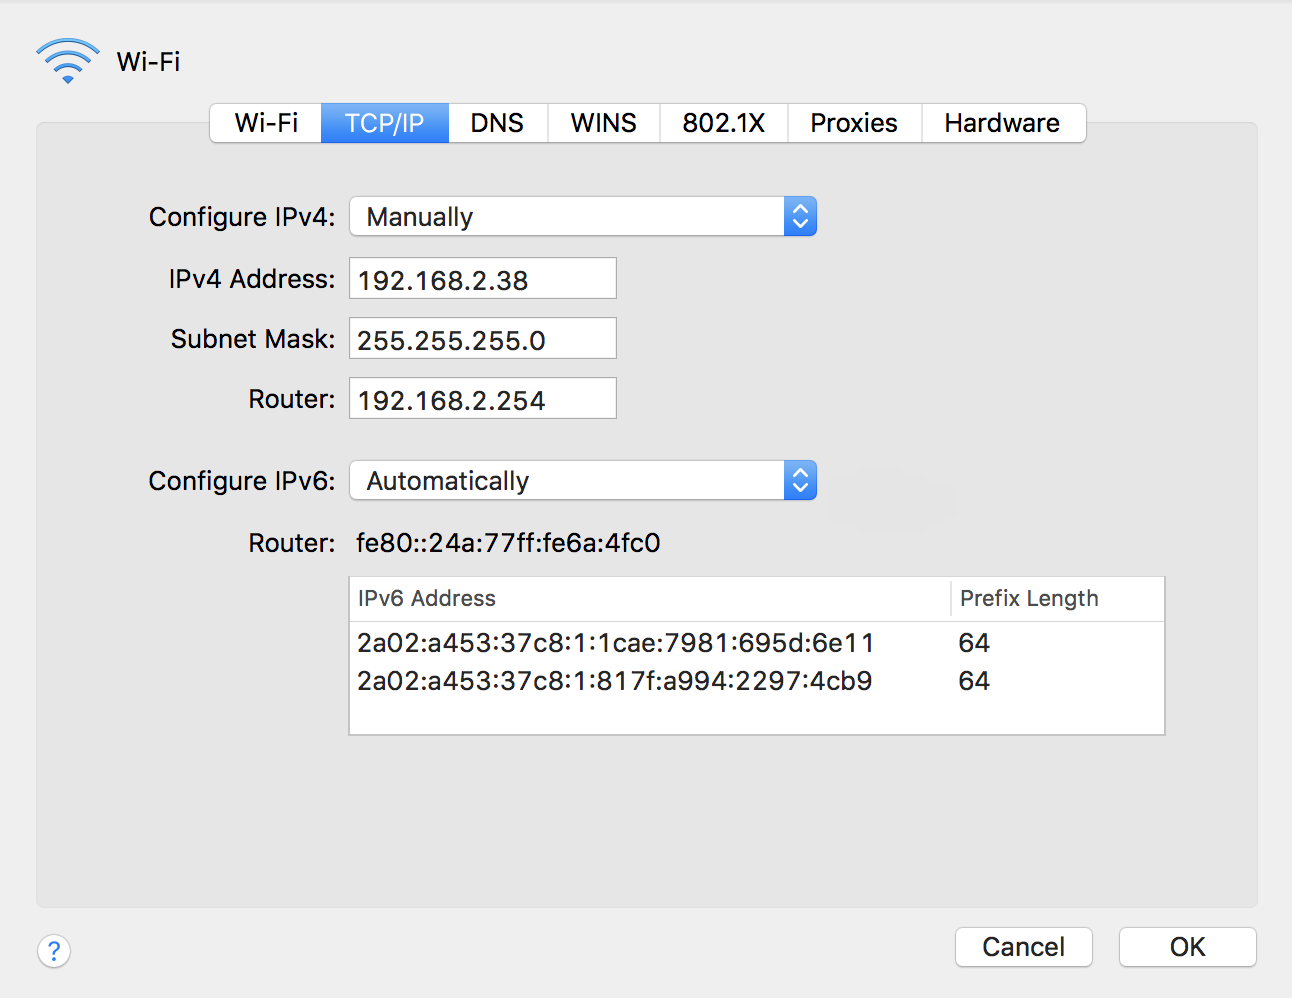 Wi-Fi
Wi-Fi TCP/IP DNS WINS 802.1X Proxies Hardware
Configure IPv4: Manually
IPv4 Address: 192.168.2.38
Subnet Mask: 255.255.255.0
Router: 192.168.2.254
Configure IPv6: Automatically
Router: fe80::24a:77ff:fe6a:4fc0
IPv6 Address Prefix Length
2a02:a453:37c8:1:1cae:7981:695d:6e11 64
2a02:a453:37c8:1:817f:a994:2297:4cb9 64
? Cancel OK